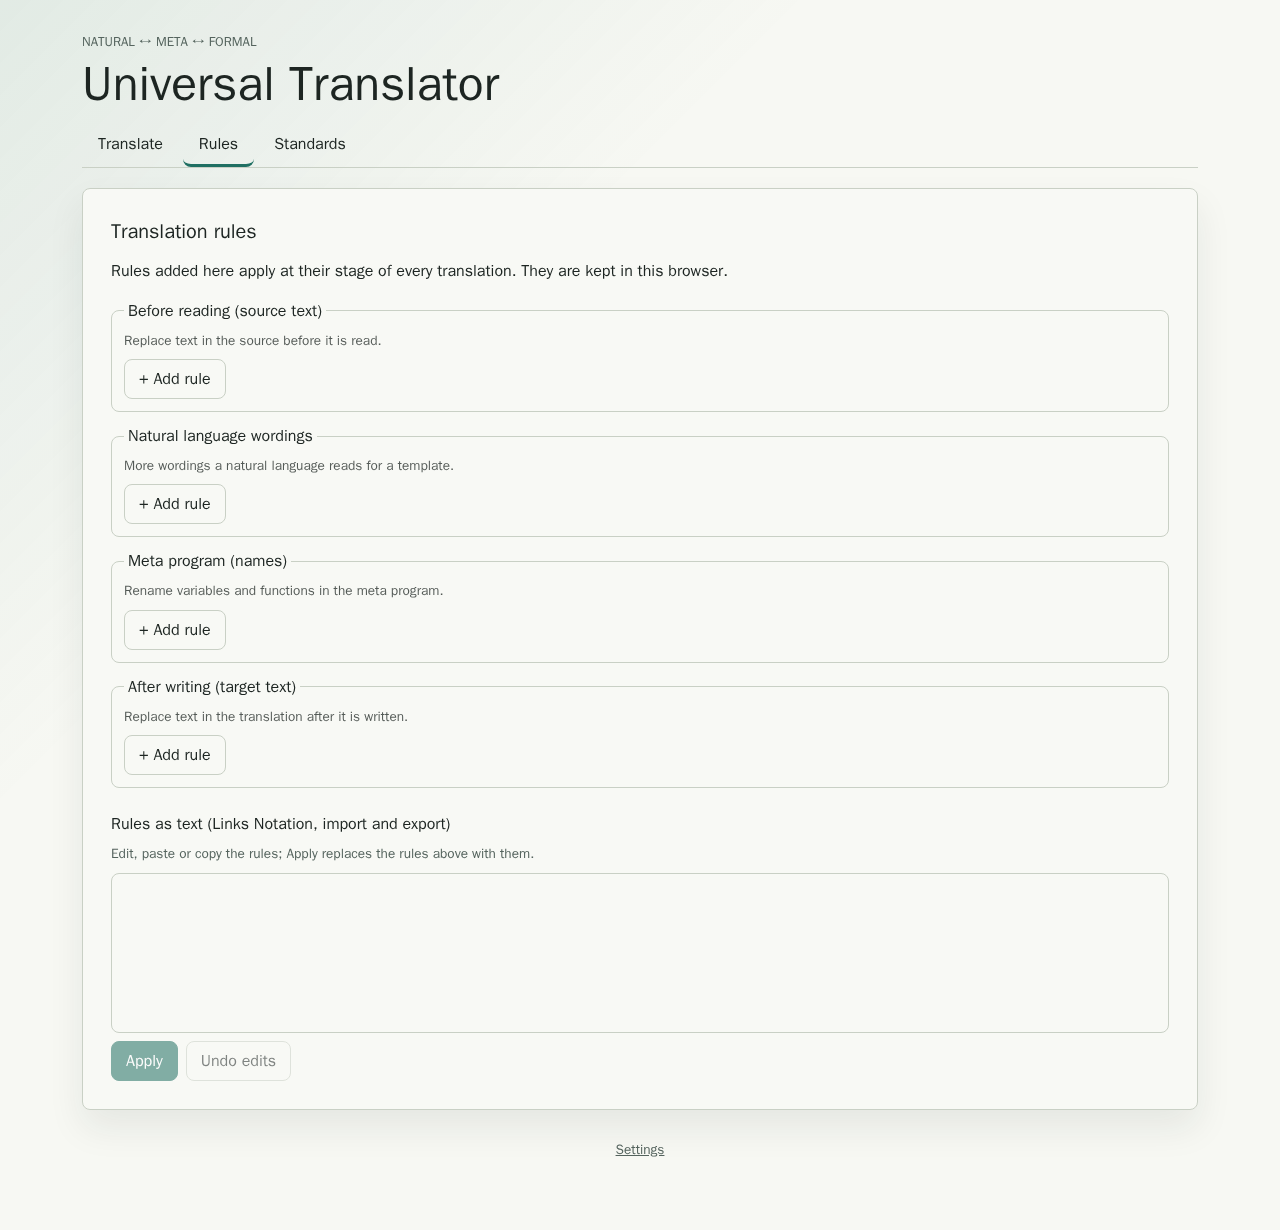 NATURAL ↔ META ↔ FORMAL
Universal Translator
Translate Rules Standards
Translation rules
Rules added here apply at their stage of every translation. They are kept in this browser.
Before reading (source text)
Replace text in the source before it is read.
+ Add rule
Natural language wordings
More wordings a natural language reads for a template.
+ Add rule
Meta program (names)
Rename variables and functions in the meta program.
+ Add rule
After writing (target text)
Replace text in the translation after it is written.
+ Add rule
Rules as text (Links Notation, import and export)
Edit, paste or copy the rules; Apply replaces the rules above with them.
Apply Undo edits
Settings